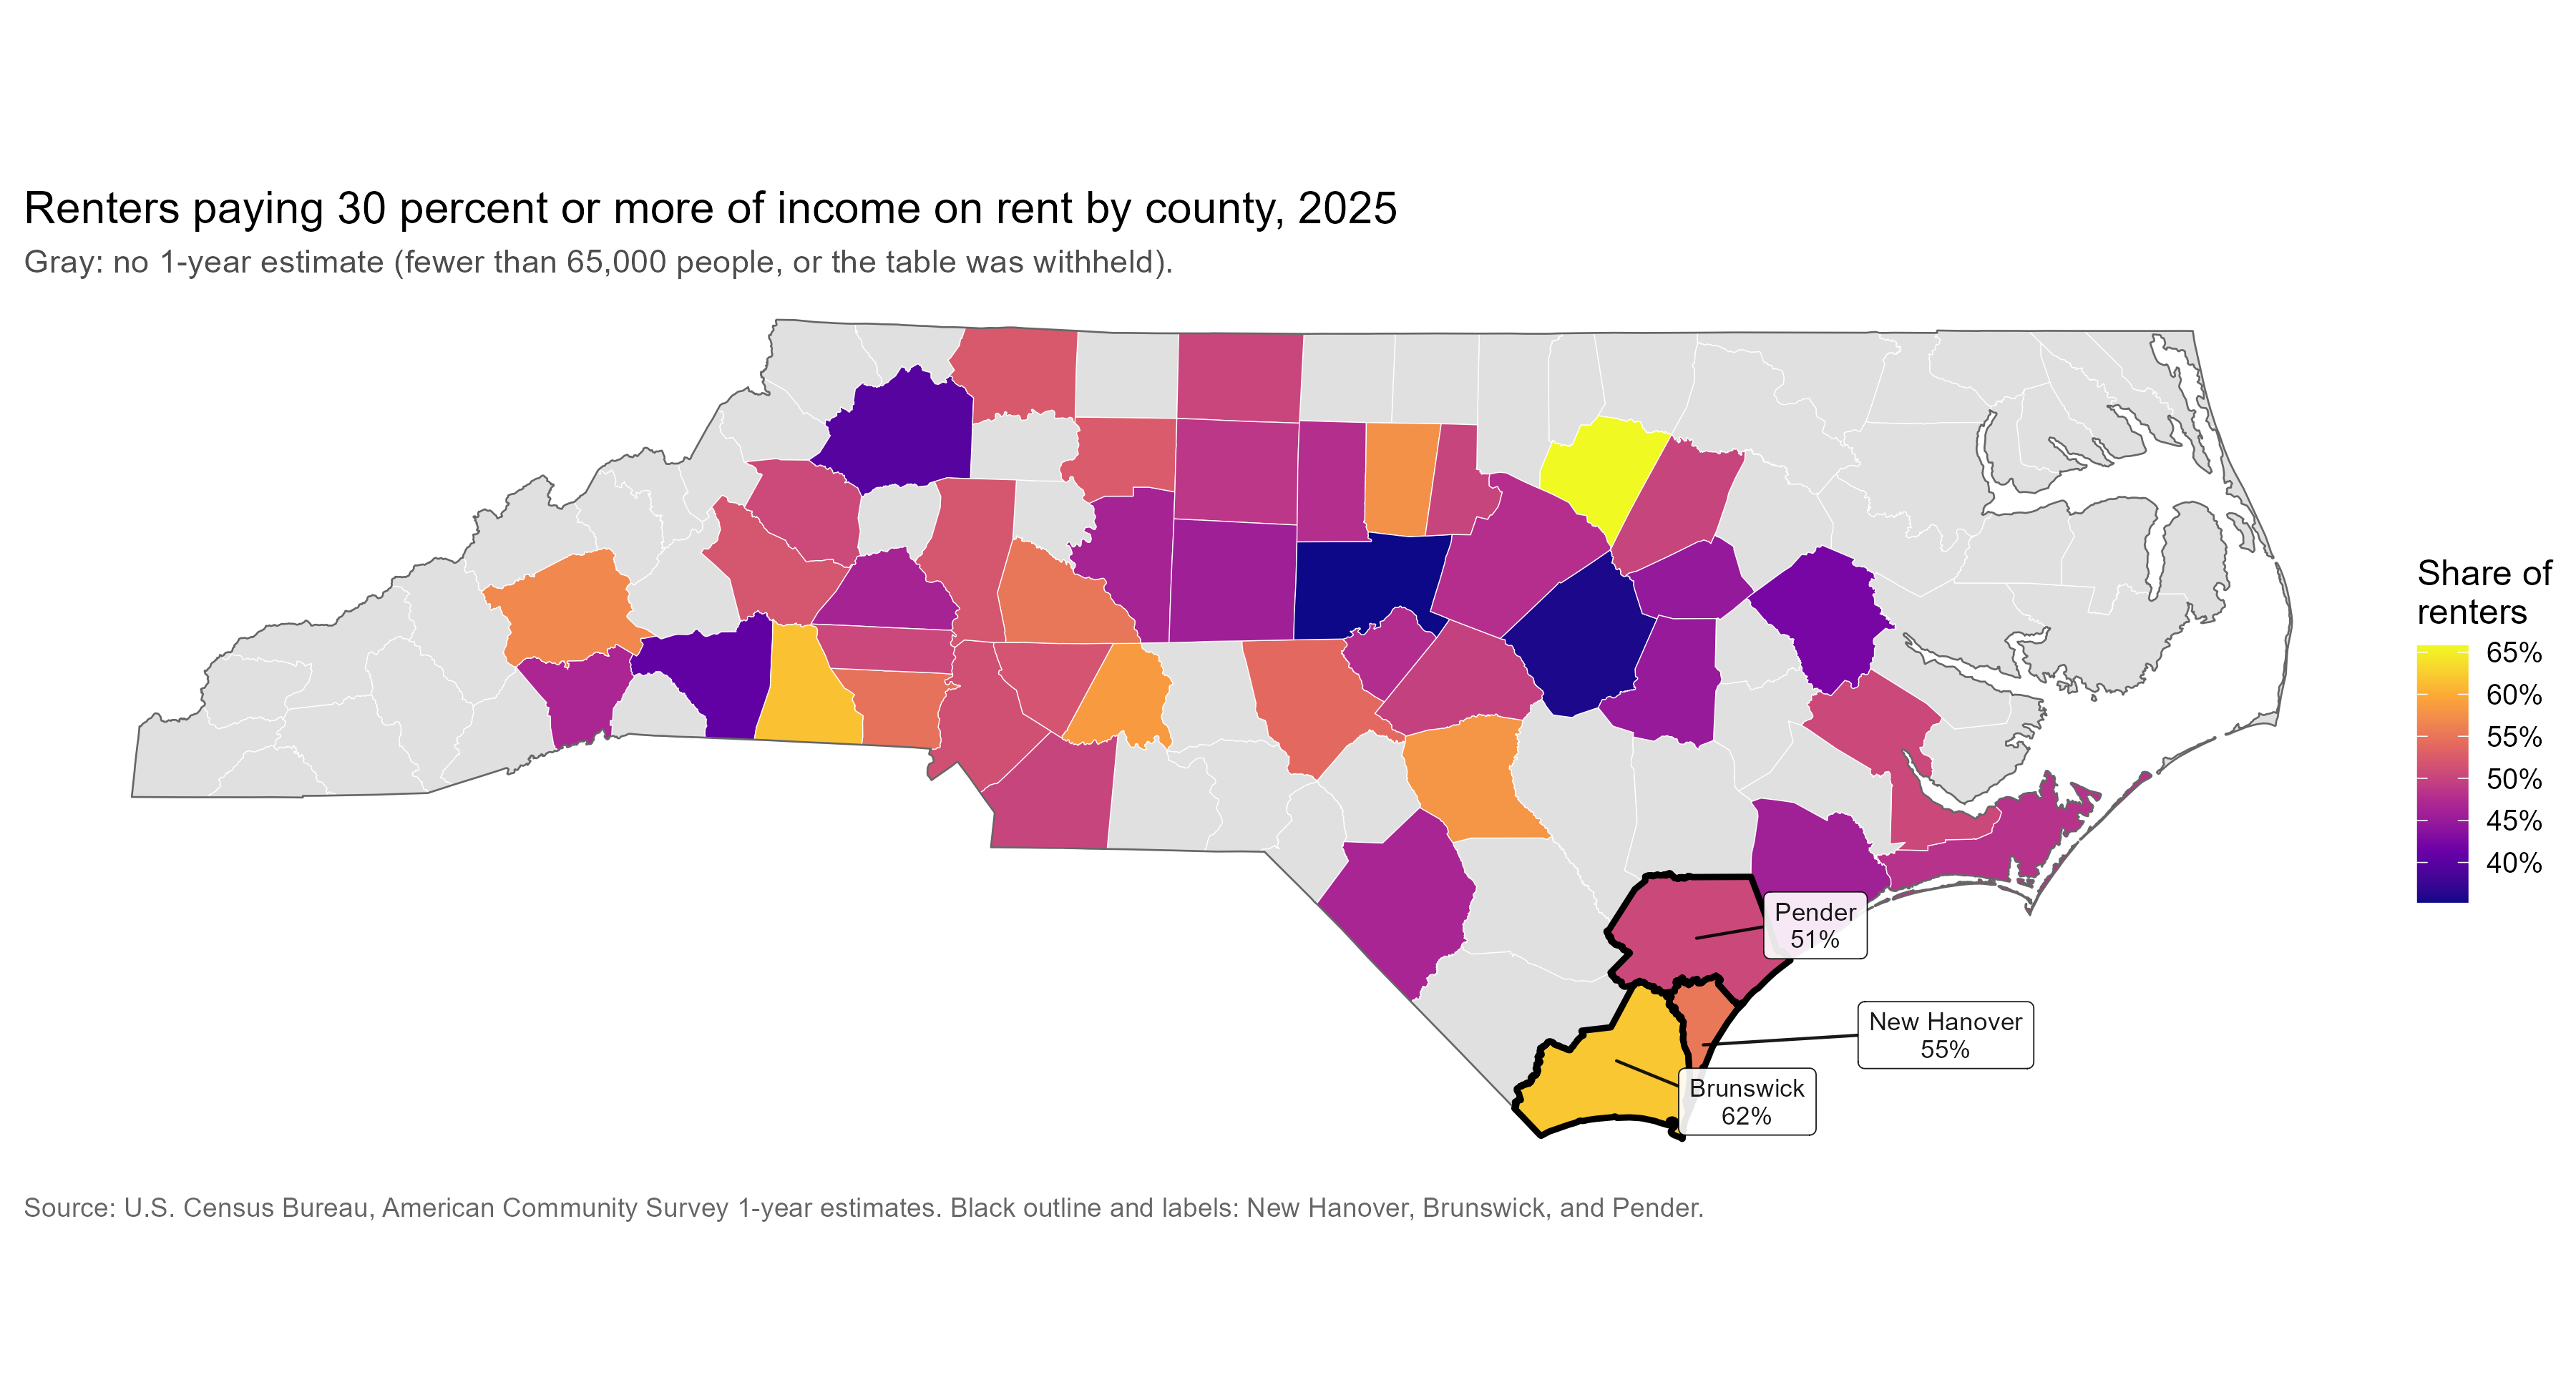 Renters paying 30 percent or more of income on rent by county, 2025
Gray: no 1-year estimate (fewer than 65,000 people, or the table was withheld).
Share of
renters
65%
60%
55%
50%
45%
40%
Pender
51%
New Hanover
55%
Brunswick
62%
Source: U.S. Census Bureau, American Community Survey 1-year estimates. Black outline and labels: New Hanover, Brunswick, and Pender.